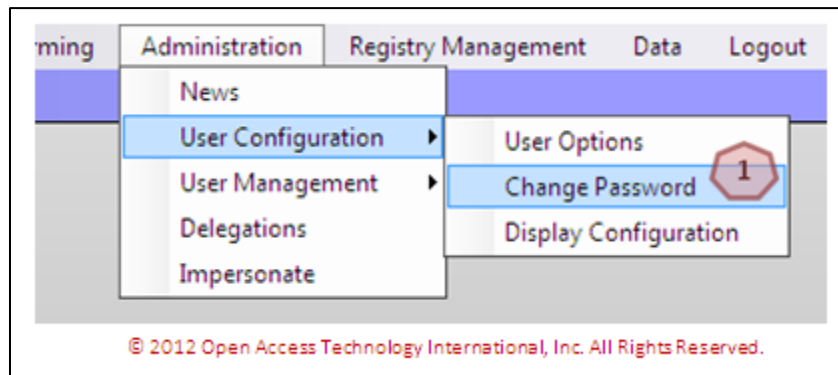 rming Administration Registry Management Data Logout
News
User Configuration User Options
Change Password 1
User Management
Delegations Display Configuration
Impersonate
© 2012 Open Access Technology International, Inc. All Rights Reserved.